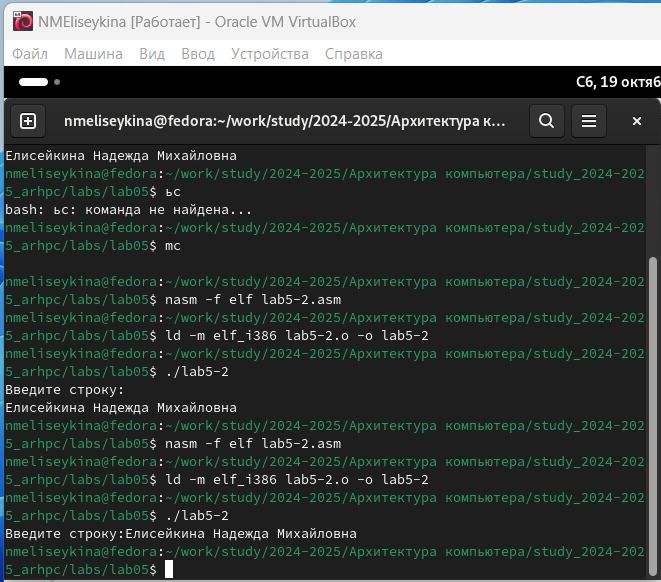 NMEliseykina [Работает] - Oracle VM VirtualBox
Файл Машина Вид Ввод Устройства Справка
Сб, 19 октяб
nmeliseykina@fedora:~/work/study/2024-2025/Архитектура к...
Елисейкина Надежда Михайловна
nmeliseykina@fedora:~/work/study/2024-2025/Архитектура компьютера/study_2024-202
5_arhpc/labs/lab05$ ьс
bash: ьс: команда не найдена...
nmeliseykina@fedora:~/work/study/2024-2025/Архитектура компьютера/study_2024-202
5_arhpc/labs/lab05$ mc
nmeliseykina@fedora:~/work/study/2024-2025/Архитектура компьютера/study_2024-202
5_arhpc/labs/lab05$ nasm -f elf lab5-2.asm
nmeliseykina@fedora:~/work/study/2024-2025/Архитектура компьютера/study_2024-202
5_arhpc/labs/lab05$ ld -m elf_i386 lab5-2.o -o lab5-2
nmeliseykina@fedora:~/work/study/2024-2025/Архитектура компьютера/study_2024-202
5_arhpc/labs/lab05$ ./lab5-2
Введите строку:
Елисейкина Надежда Михайловна
nmeliseykina@fedora:~/work/study/2024-2025/Архитектура компьютера/study_2024-202
5_arhpc/labs/lab05$ nasm -f elf lab5-2.asm
nmeliseykina@fedora:~/work/study/2024-2025/Архитектура компьютера/study_2024-202
5_arhpc/labs/lab05$ ld -m elf_i386 lab5-2.o -o lab5-2
nmeliseykina@fedora:~/work/study/2024-2025/Архитектура компьютера/study_2024-202
5_arhpc/labs/lab05$ ./lab5-2
Введите строку:Елисейкина Надежда Михайловна
nmeliseykina@fedora:~/work/study/2024-2025/Архитектура компьютера/study_2024-202
5_arhpc/labs/lab05$